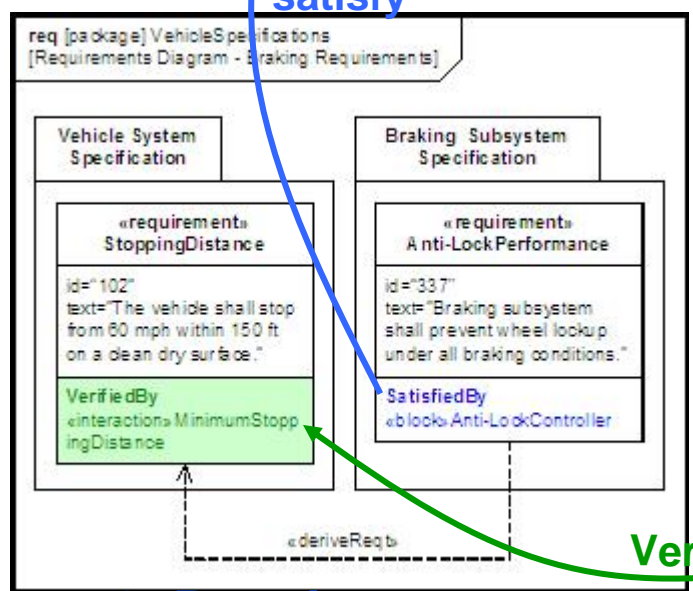 satisfy
req [package] VehicleSpecifications
[Requirements Diagram - Braking Requirements]
Vehicle System
Specification
«requirement»
StoppingDistance
id="102"
text="The vehicle shall stop
from 60 mph within 150 ft
on a clean dry surface."
VerifiedBy
«interaction» MinimumStopp
ingDistance
Braking Subsystem
Specification
«requirement»
Anti-LockPerformance
id="337"
text="Braking subsystem
shall prevent wheel lockup
under all braking conditions."
SatisfiedBy
«block» Anti-LockController
«deriveReqt»
Ver